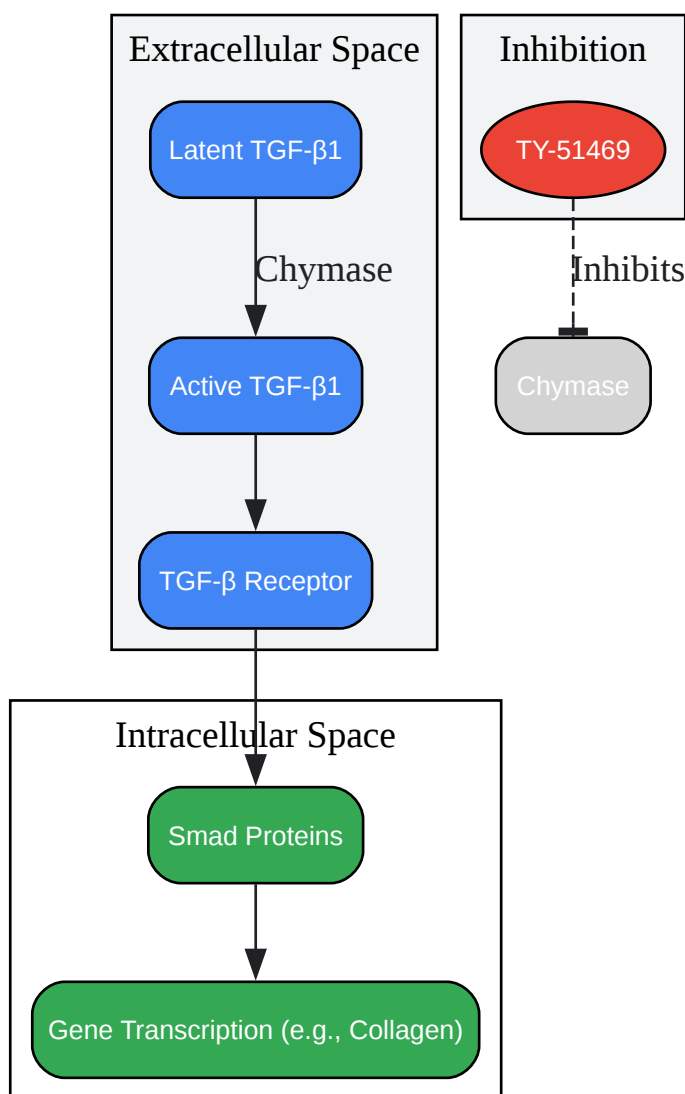 Extracellular Space
Latent TGF-β1
Chymase
Active TGF-β1
TGF-β Receptor
Inhibition
TY-51469
Inhibits
Chymase
Intracellular Space
Smad Proteins
Gene Transcription (e.g., Collagen)